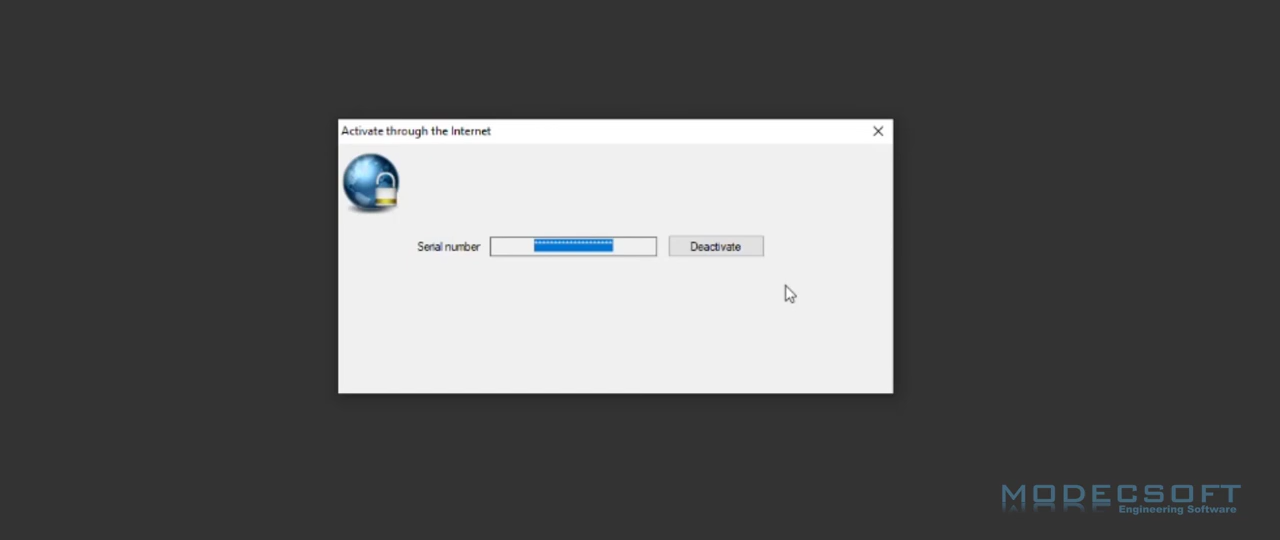 Activate through the Internet
Serial number
Deactivate
MODECSOFT
Engineering Software